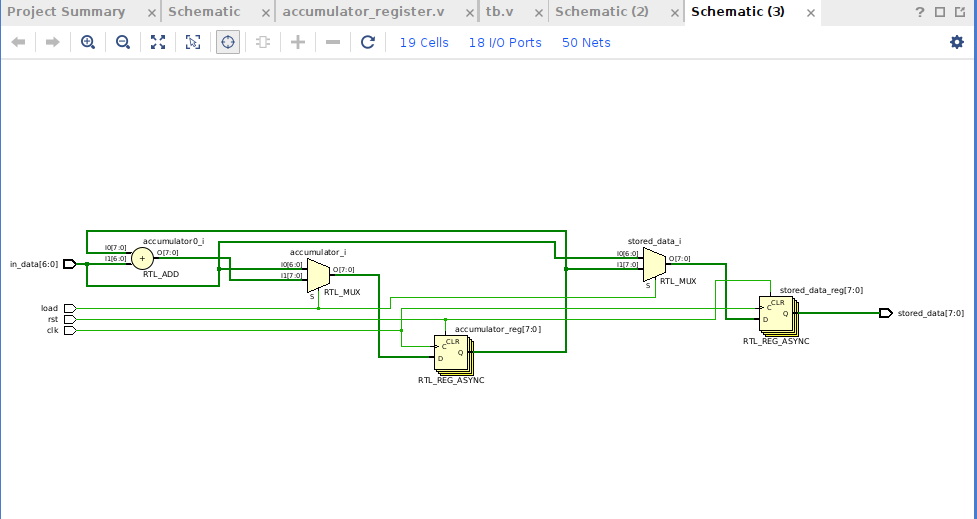 Project Summary
Schematic
accumulator_register.v
tb.v
Schematic (2)
Schematic (3)
19 Cells
18 I/O Ports
50 Nets
in_data[6:0]
load
rst
clk
accumulator0_i
I0[7:0]
I1[6:0]
+
O[7:0]
RTL_ADD
accumulator_i
I0[6:0]
I1[7:0]
O[7:0]
S
RTL_MUX
accumulator_reg[7:0]
CLR
C
Q
D
RTL_REG_ASYNC
stored_data_i
I0[6:0]
I1[7:0]
O[7:0]
S
RTL_MUX
stored_data_reg[7:0]
CLR
C
Q
D
RTL_REG_ASYNC
stored_data[7:0]